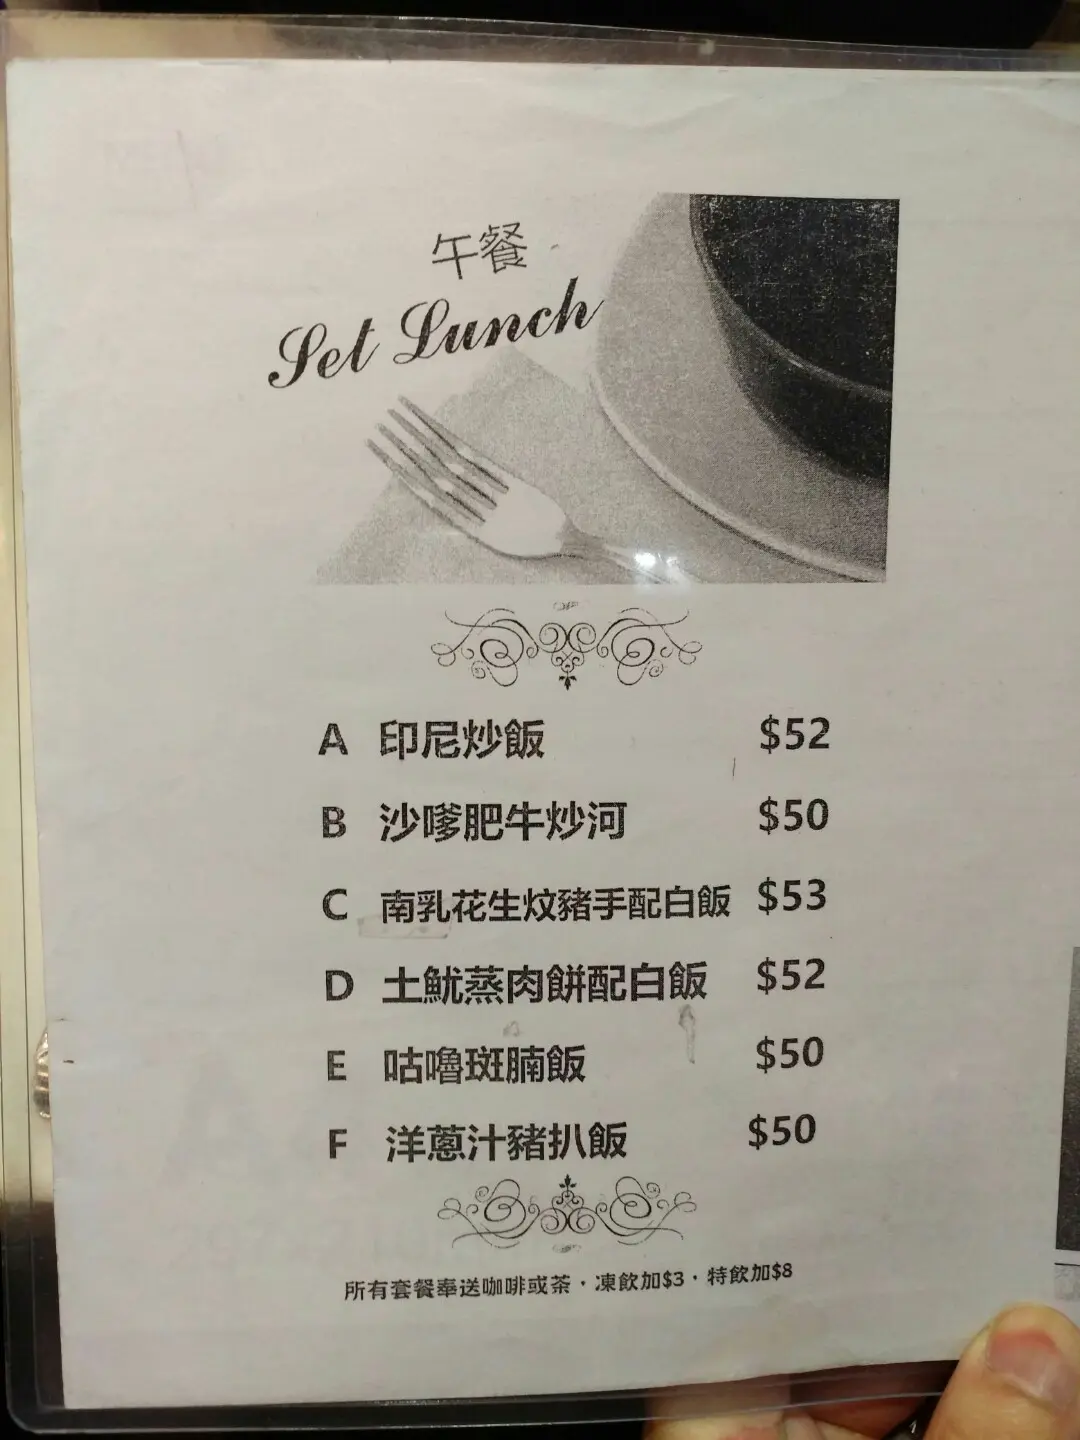 午餐
Set Lunch
A 印尼炒飯 $52
B 沙嗲肥牛炒河 $50
C 南乳花生炆豬手配白飯 $53
D 土魷蒸肉餅配白飯 $52
E 咕嚕斑腩飯 $50
F 洋蔥汁豬扒飯 $50
所有套餐奉送咖啡或茶・凍飲加$3・特飲加$8